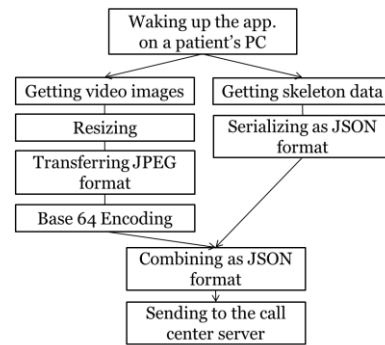 Waking up the app.
on a patient's PC
Getting video images
Getting skeleton data
Resizing
Serializing as JSON
format
Transferring JPEG
format
Base 64 Encoding
Combining as JSON
format
Sending to the call
center server